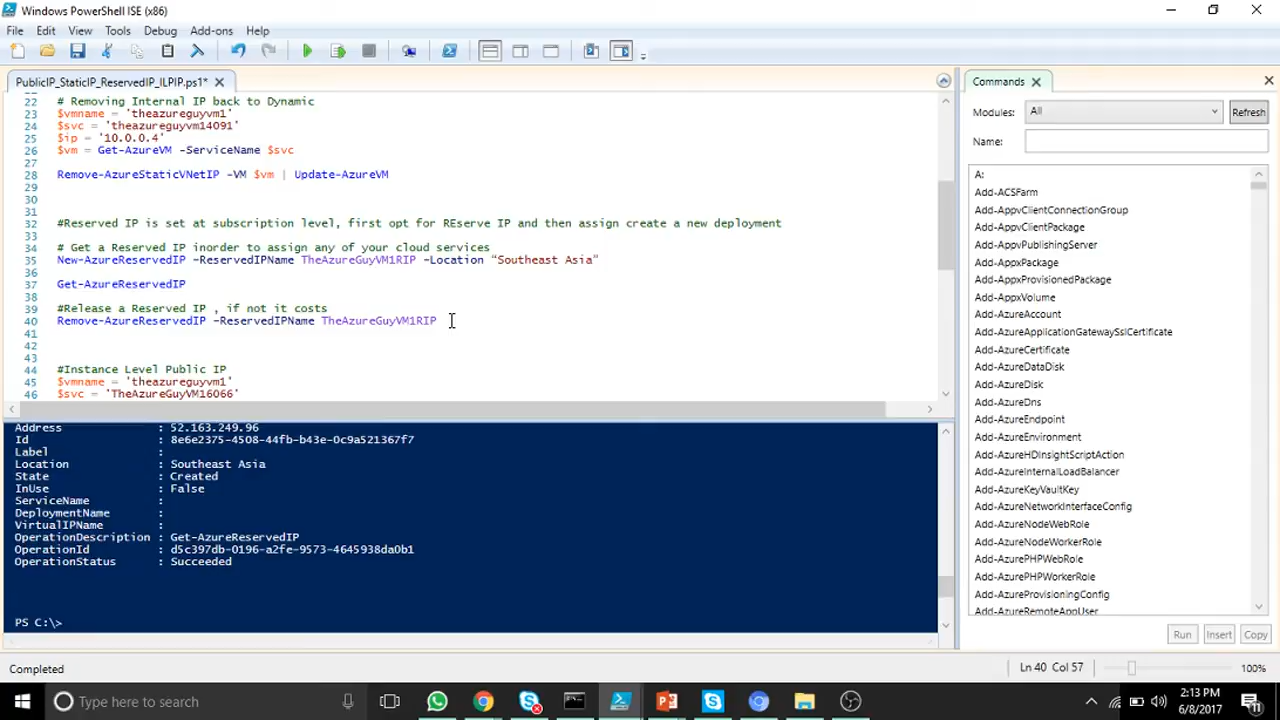 Windows PowerShell ISE (x86)
File Edit View Tools Debug Add-ons Help
PublicIP_StaticIP_ReservedIP_ILPIP.ps1*
22 # Removing Internal IP back to Dynamic
23 $vmname = 'theazureguyvm1'
24 $svc = 'theazureguyvm14091'
25 $ip = '10.0.0.4'
26 $vm = Get-AzureVM -ServiceName $svc
27
28 Remove-AzureStaticVNetIP -VM $vm | Update-AzureVM
29
30
31
32 #Reserved IP is set at subscription level, first opt for REserve IP and then assign create a new deployment
33
34 # Get a Reserved IP inorder to assign any of your cloud services
35 New-AzureReservedIP -ReservedIPName TheAzureGuyVM1RIP -Location “Southeast Asia”
36
37 Get-AzureReservedIP
38
39 #Release a Reserved IP , if not it costs
40 Remove-AzureReservedIP -ReservedIPName TheAzureGuyVM1RIP
41
42
43
44 #Instance Level Public IP
45 $vmname = 'theazureguyvm1'
46 $svc = 'TheAzureGuyVM16066'
Address : 52.163.249.96
Id : 8e6e2375-4508-44fb-b43e-0c9a521367f7
Label :
Location : Southeast Asia
State : Created
InUse : False
ServiceName :
DeploymentName :
VirtualIPName :
OperationDescription : Get-AzureReservedIP
OperationId : d5c397db-0196-a2fe-9573-4645938da0b1
OperationStatus : Succeeded
PS C:\>
Commands
Modules: All Refresh
Name:
A:
Add-ACSFarm
Add-AppvClientConnectionGroup
Add-AppvClientPackage
Add-AppvPublishingServer
Add-AppxPackage
Add-AppxProvisionedPackage
Add-AppxVolume
Add-AzureAccount
Add-AzureApplicationGatewaySslCertificate
Add-AzureCertificate
Add-AzureDataDisk
Add-AzureDisk
Add-AzureDns
Add-AzureEndpoint
Add-AzureEnvironment
Add-AzureHDInsightScriptAction
Add-AzureInternalLoadBalancer
Add-AzureKeyVaultKey
Add-AzureNetworkInterfaceConfig
Add-AzureNodeWebRole
Add-AzureNodeWorkerRole
Add-AzurePHPWebRole
Add-AzurePHPWorkerRole
Add-AzureProvisioningConfig
Add-AzureRemoteAppUser
Run Insert Copy
Completed
Ln 40 Col 57
100%
Type here to search
2:13 PM
6/8/2017